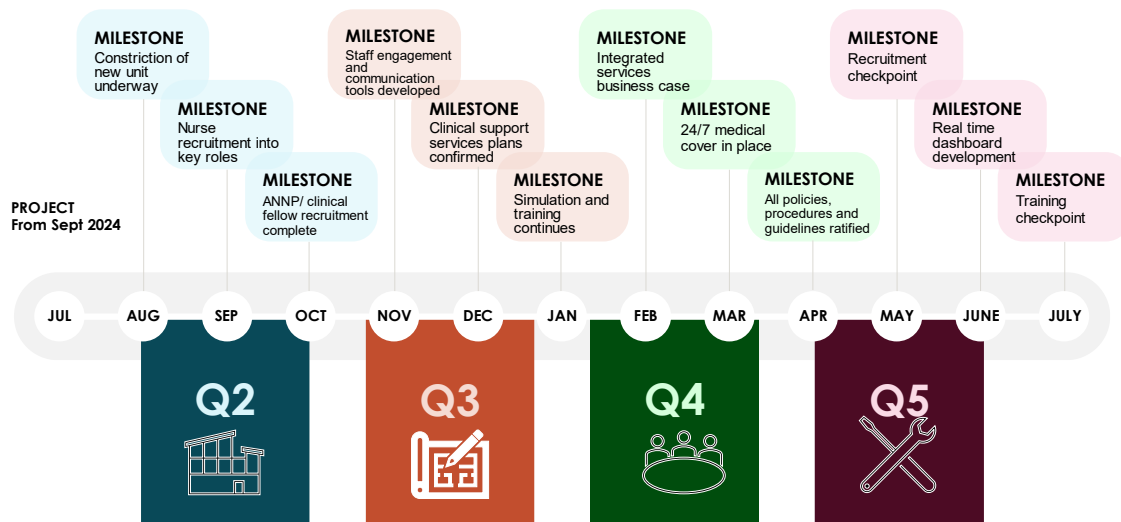 MILESTONE
Constriction of
new unit
underway
MILESTONE
Nurse
recruitment into
key roles
MILESTONE
ANNP/ clinical
fellow recruitment
complete
MILESTONE
Staff engagement
and
communication
tools developed
MILESTONE
Clinical support
services plans
confirmed
MILESTONE
Simulation and
training
continues
MILESTONE
Integrated
services
business case
MILESTONE
24/7 medical
cover in place
MILESTONE
All policies,
procedures and
guidelines ratified
MILESTONE
Recruitment
checkpoint
MILESTONE
Real time
dashboard
development
MILESTONE
Training
checkpoint
PROJECT
From Sept 2024
JUL AUG SEP OCT NOV DEC JAN FEB MAR APR MAY JUNE JULY
Q2 Q3 Q4 Q5